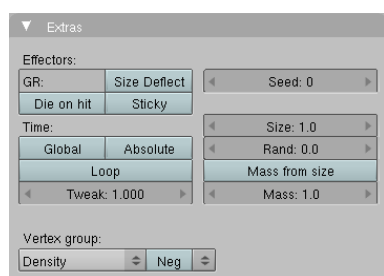 Extras
Effectors:
GR: Size Deflect Seed: 0
Die on hit Sticky
Time: Size: 1.0
Global Absolute Rand: 0.0
Loop Mass from size
Tweak: 1.000 Mass: 1.0
Vertex group:
Density Neg